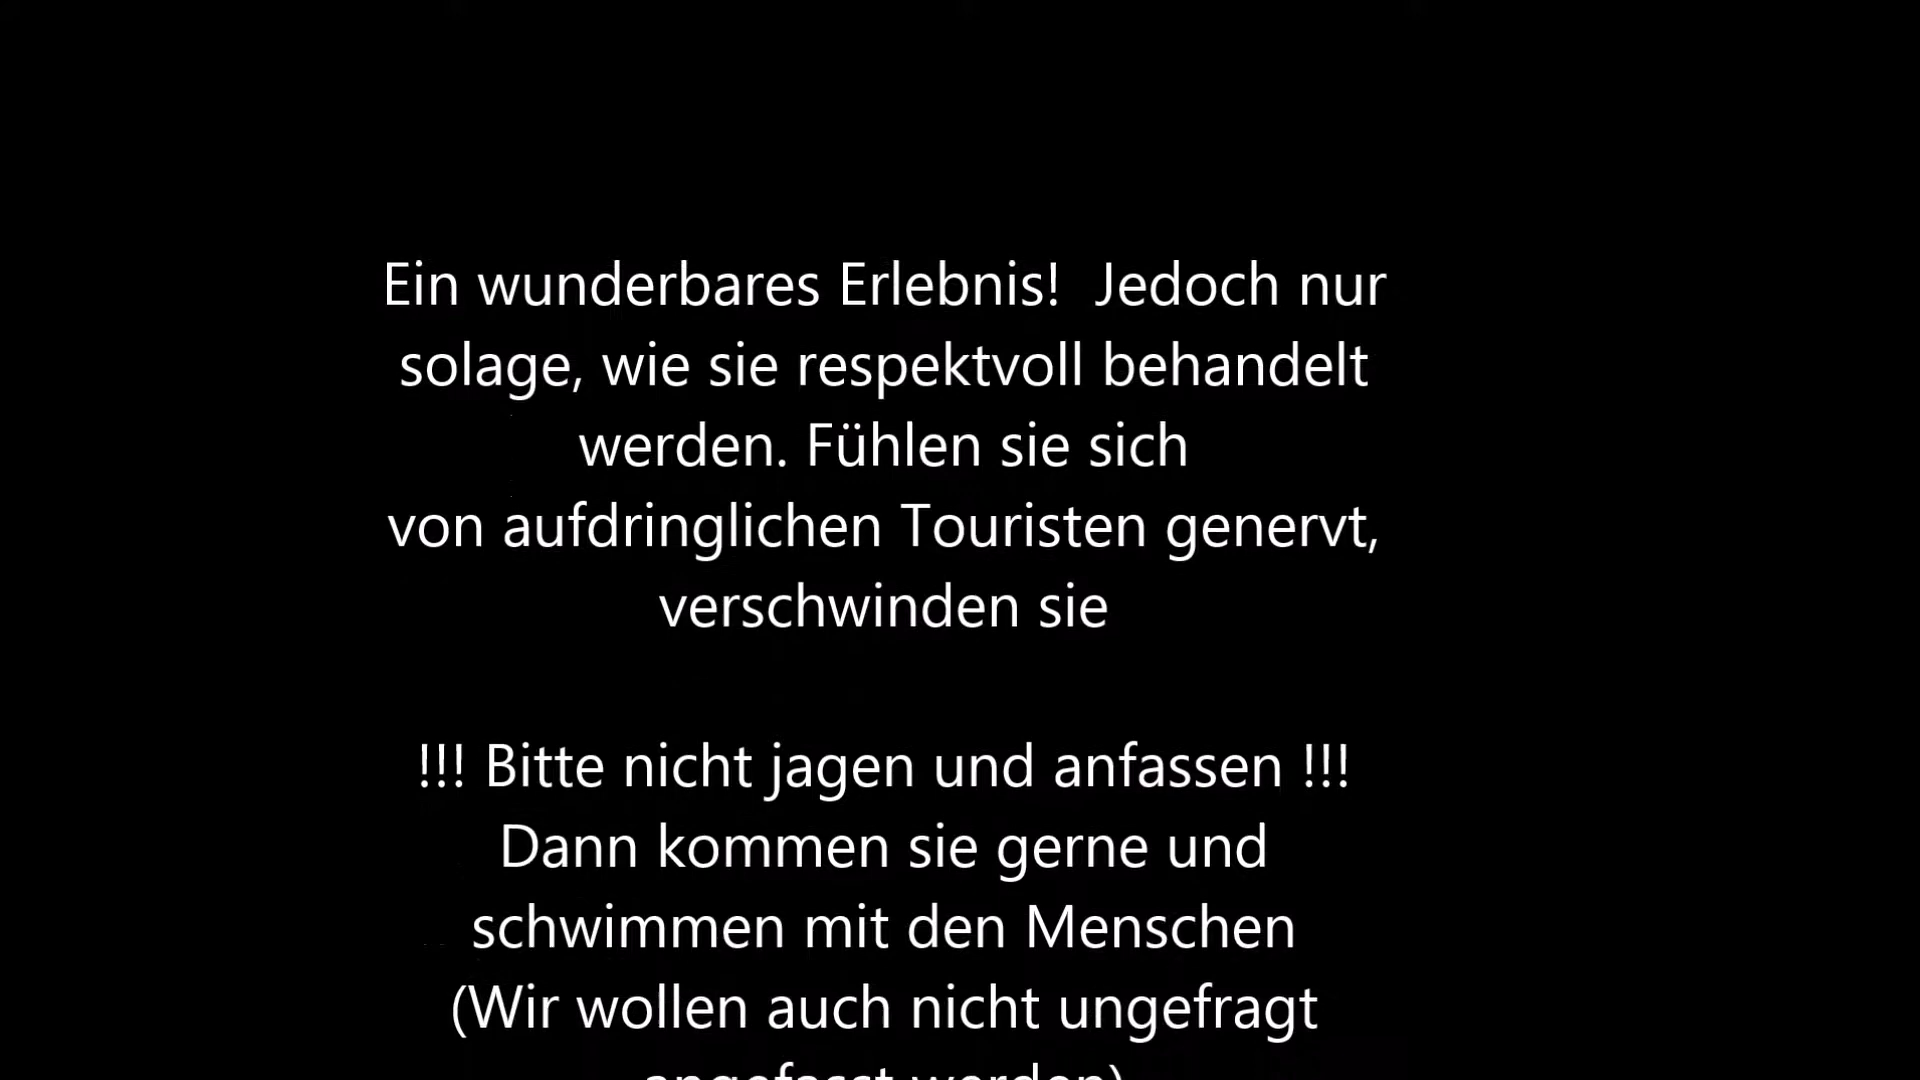 Ein wunderbares Erlebnis!  Jedoch nur
solage, wie sie respektvoll behandelt
werden. Fühlen sie sich
von aufdringlichen Touristen genervt,
verschwinden sie
!!! Bitte nicht jagen und anfassen !!!
Dann kommen sie gerne und
schwimmen mit den Menschen
(Wir wollen auch nicht ungefragt
angefasst werden)